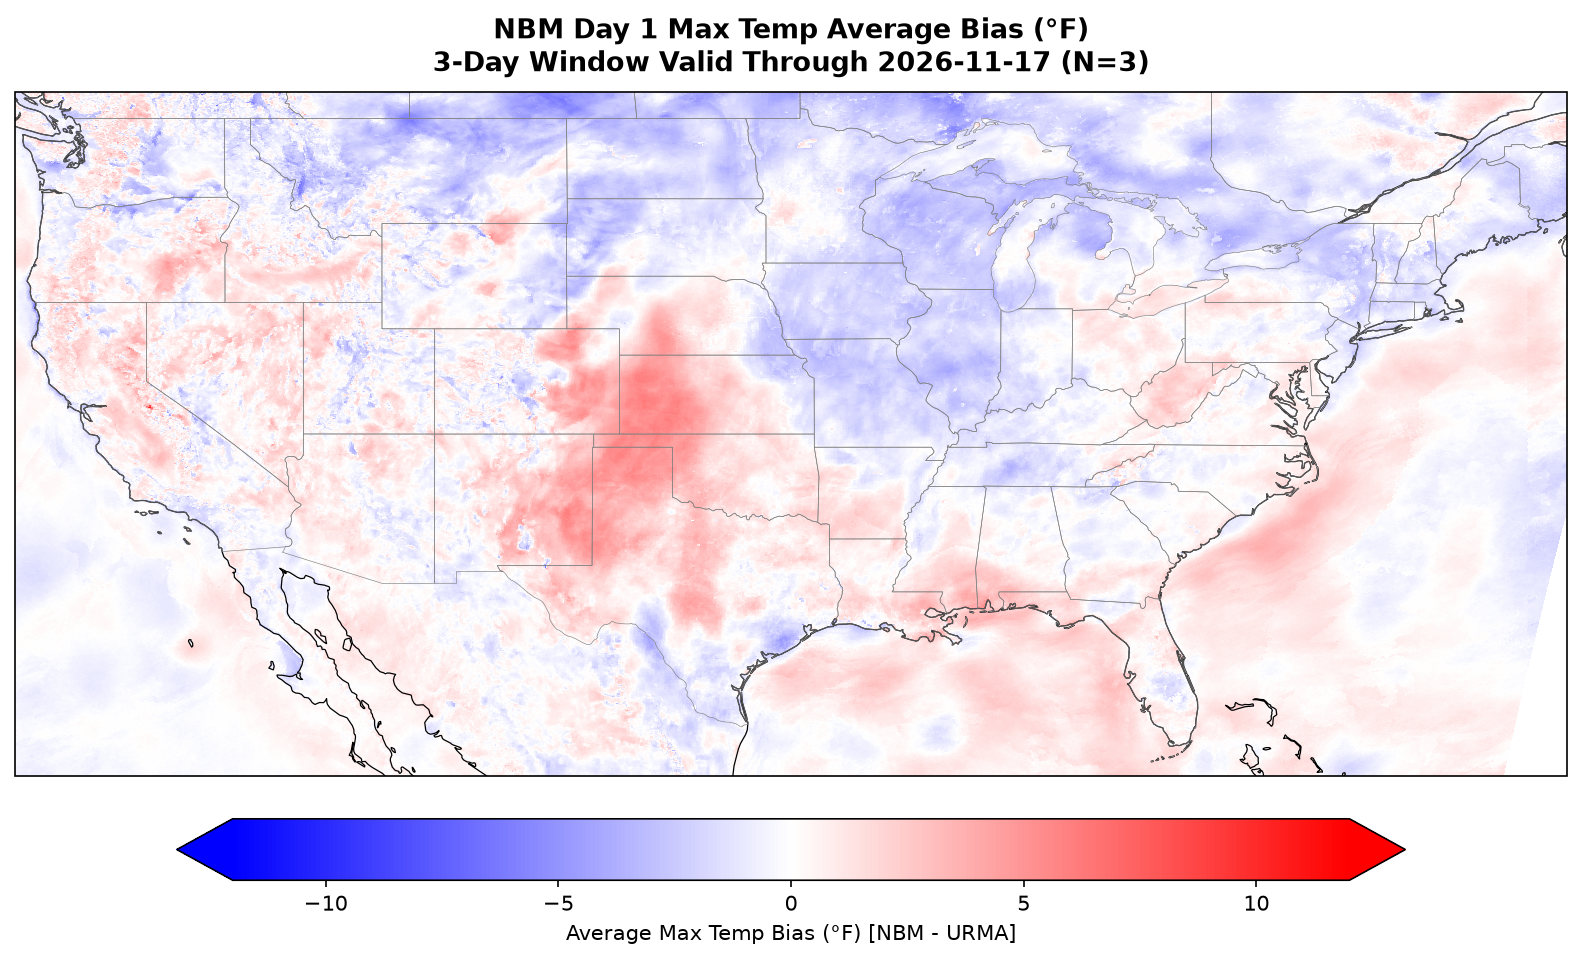 NBM Day 1 Max Temp Average Bias (°F)
3-Day Window Valid Through 2026-11-17 (N=3)
−10 −5 0 5 10
Average Max Temp Bias (°F) [NBM - URMA]